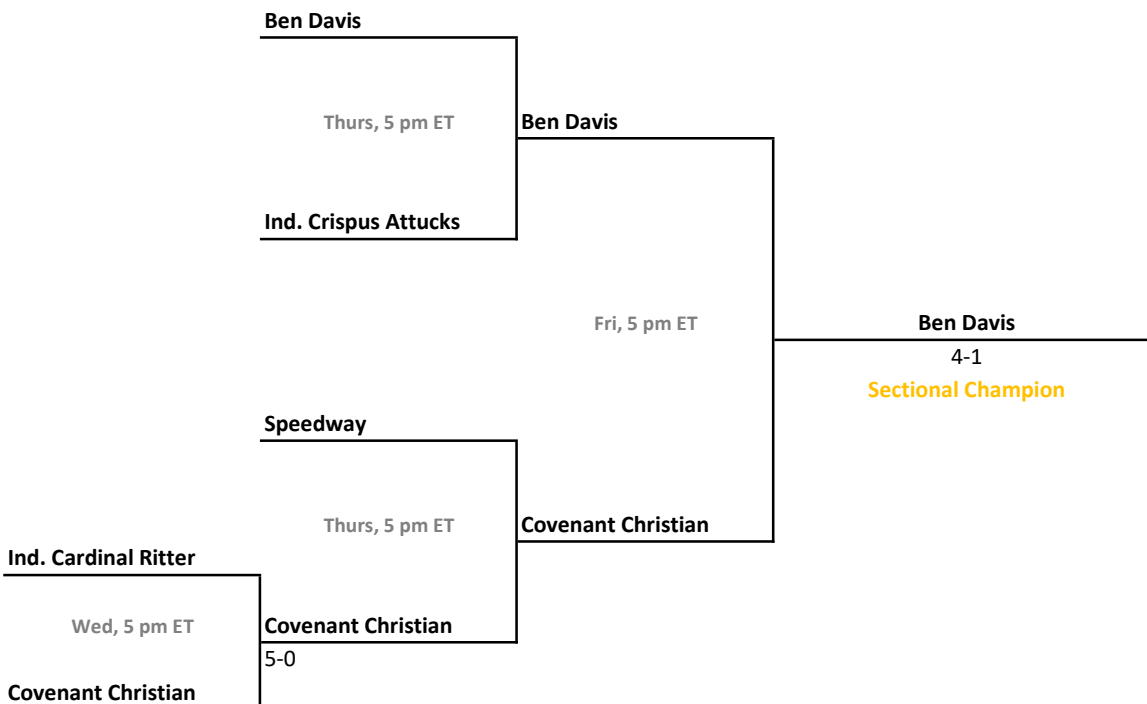 Ben Davis
Thurs, 5 pm ET
Ben Davis
Ind. Crispus Attucks
Fri, 5 pm ET
Ben Davis
4-1
Sectional Champion
Speedway
Thurs, 5 pm ET
Covenant Christian
Ind. Cardinal Ritter
Wed, 5 pm ET
Covenant Christian
5-0
Covenant Christian